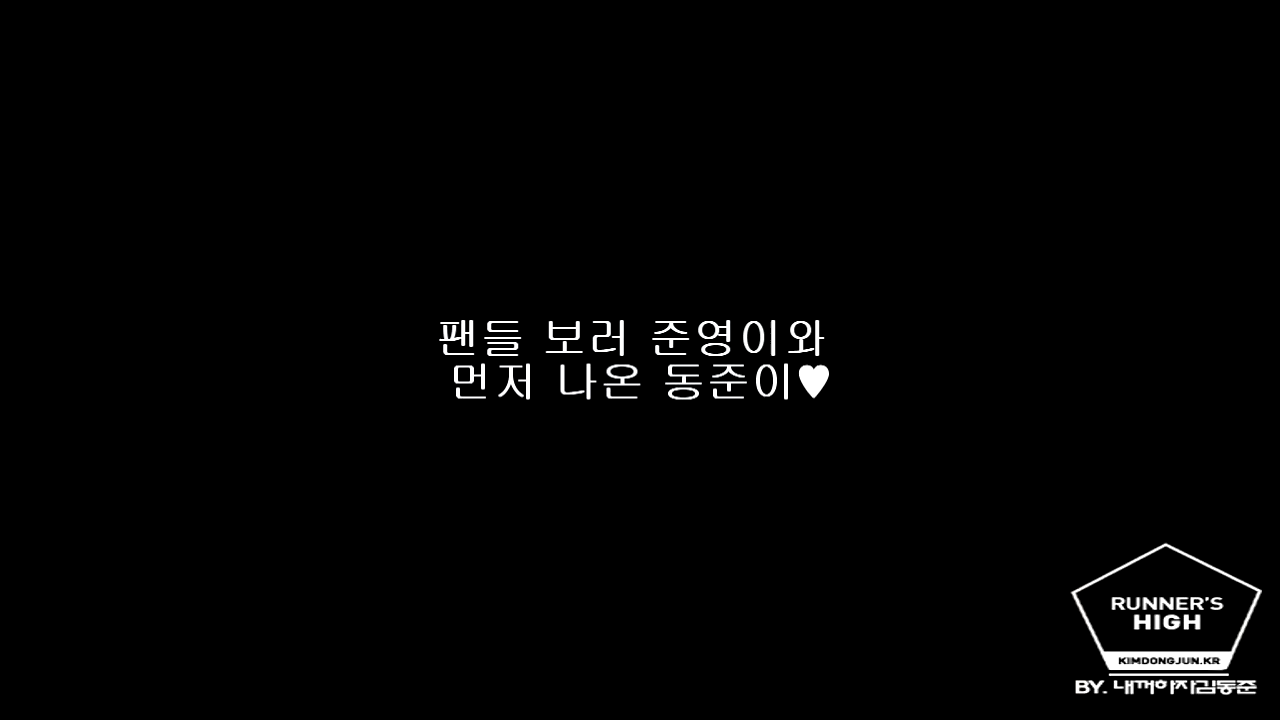 팬들 보러 준영이와
먼저 나온 동준이♥
RUNNER'S
HIGH
KIMDONGJUN.KR
BY. 내꺼하자김동준